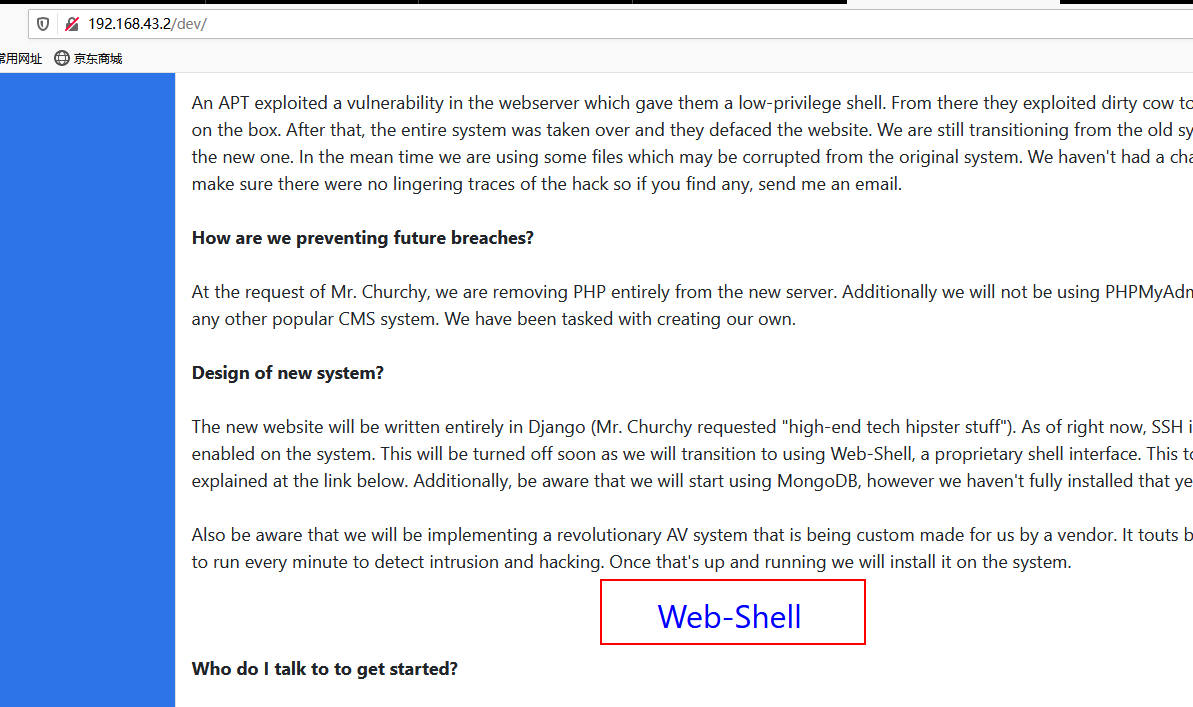 192.168.43.2/dev/
常用网址 京东商城
An APT exploited a vulnerability in the webserver which gave them a low-privilege shell. From there they exploited dirty cow to
on the box. After that, the entire system was taken over and they defaced the website. We are still transitioning from the old sy
the new one. In the mean time we are using some files which may be corrupted from the original system. We haven't had a cha
make sure there were no lingering traces of the hack so if you find any, send me an email.
How are we preventing future breaches?
At the request of Mr. Churchy, we are removing PHP entirely from the new server. Additionally we will not be using PHPMyAdm
any other popular CMS system. We have been tasked with creating our own.
Design of new system?
The new website will be written entirely in Django (Mr. Churchy requested "high-end tech hipster stuff"). As of right now, SSH i
enabled on the system. This will be turned off soon as we will transition to using Web-Shell, a proprietary shell interface. This to
explained at the link below. Additionally, be aware that we will start using MongoDB, however we haven't fully installed that ye
Also be aware that we will be implementing a revolutionary AV system that is being custom made for us by a vendor. It touts b
to run every minute to detect intrusion and hacking. Once that's up and running we will install it on the system.
Web-Shell
Who do I talk to to get started?